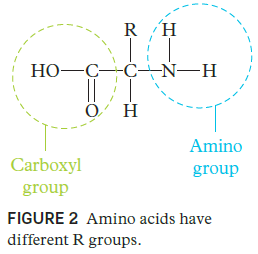 R H
HO—C—C—N—H
O H
Carboxyl
group
Amino
group
FIGURE 2 Amino acids have
different R groups.